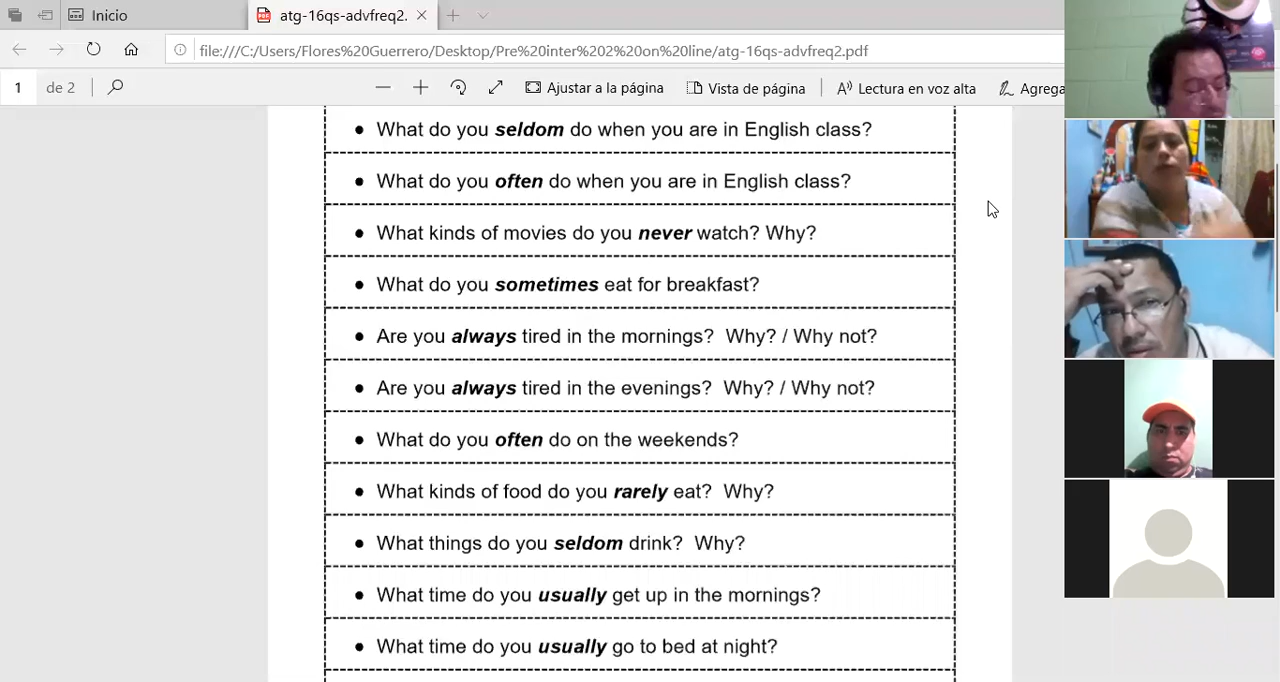 Inicio
atg-16qs-advfreq2.
file:///C:/Users/Flores%20Guerrero/Desktop/Pre%20inter%202%20on%20line/atg-16qs-advfreq2.pdf
1 de 2
Ajustar a la página
Vista de página
Lectura en voz alta
Agrega
• What do you seldom do when you are in English class?
• What do you often do when you are in English class?
• What kinds of movies do you never watch? Why?
• What do you sometimes eat for breakfast?
• Are you always tired in the mornings? Why? / Why not?
• Are you always tired in the evenings? Why? / Why not?
• What do you often do on the weekends?
• What kinds of food do you rarely eat? Why?
• What things do you seldom drink? Why?
• What time do you usually get up in the mornings?
• What time do you usually go to bed at night?